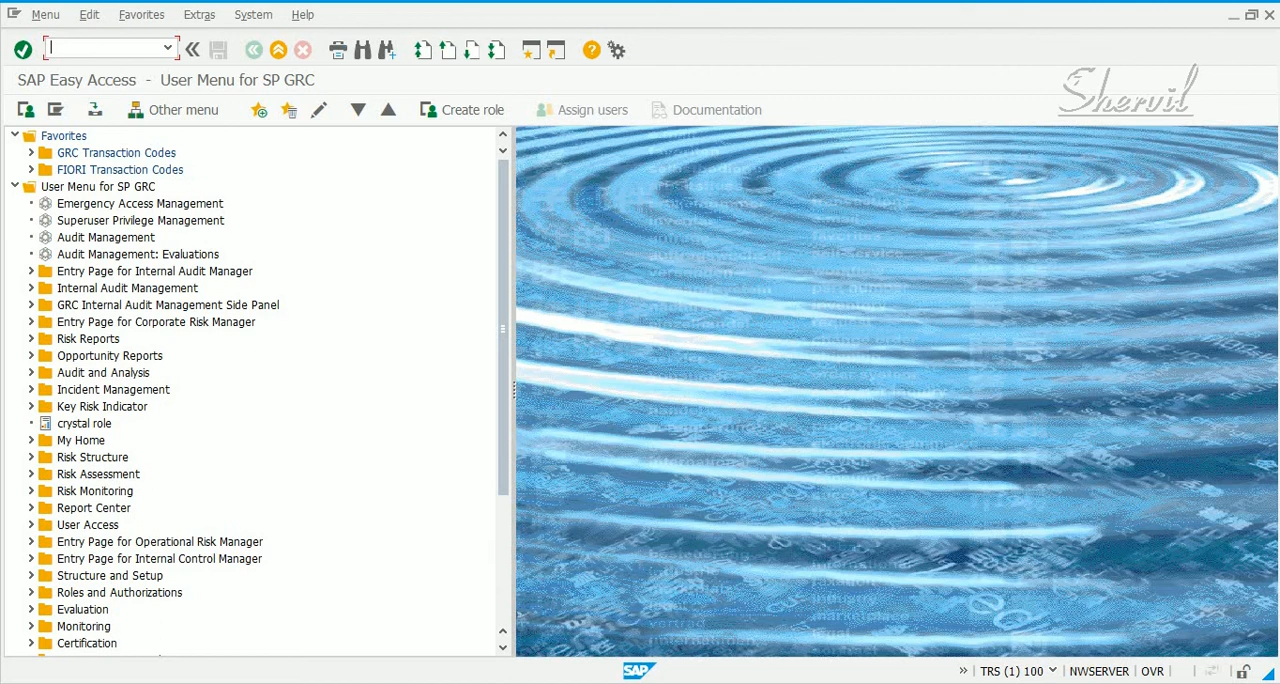 Menu Edit Favorites Extras System Help
SAP Easy Access - User Menu for SP GRC
Other menu Create role Assign users Documentation
Shervil
Favorites
GRC Transaction Codes
FIORI Transaction Codes
User Menu for SP GRC
Emergency Access Management
Superuser Privilege Management
Audit Management
Audit Management: Evaluations
Entry Page for Internal Audit Manager
Internal Audit Management
GRC Internal Audit Management Side Panel
Entry Page for Corporate Risk Manager
Risk Reports
Opportunity Reports
Audit and Analysis
Incident Management
Key Risk Indicator
crystal role
My Home
Risk Structure
Risk Assessment
Risk Monitoring
Report Center
User Access
Entry Page for Operational Risk Manager
Entry Page for Internal Control Manager
Structure and Setup
Roles and Authorizations
Evaluation
Monitoring
Certification
SAP
TRS (1) 100 NWSERVER OVR